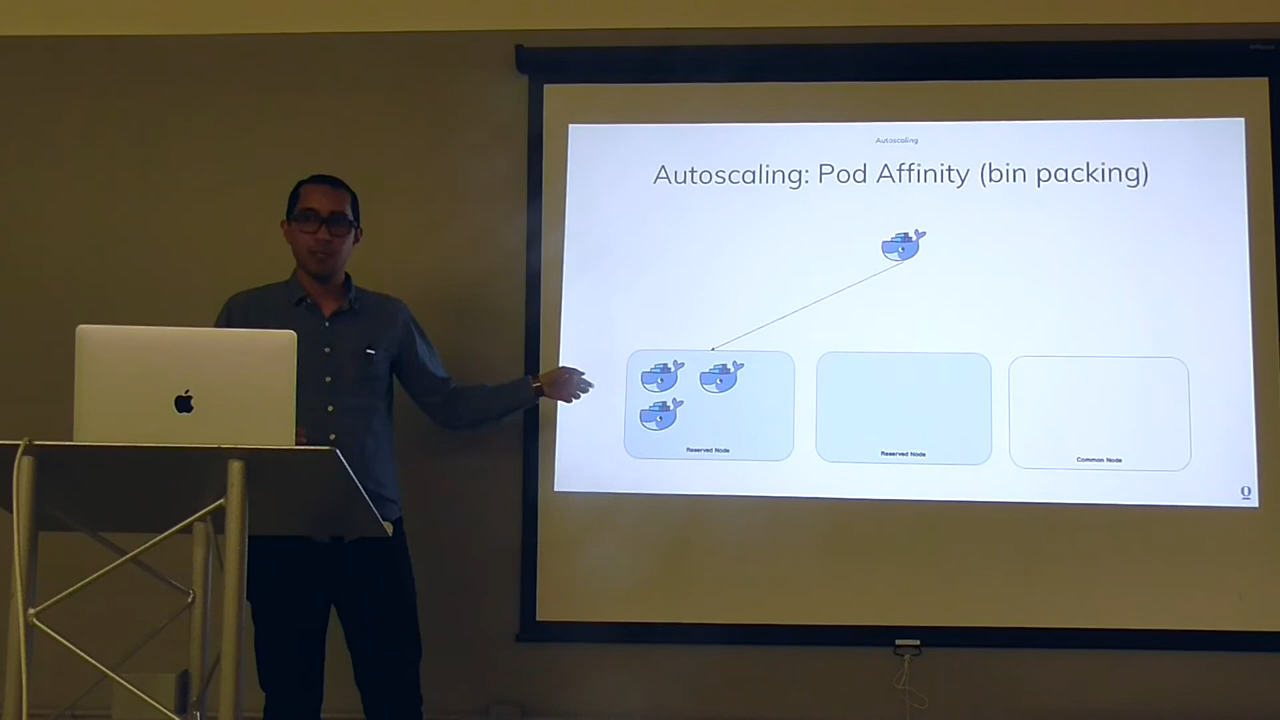 Autoscaling
Autoscaling: Pod Affinity (bin packing)
Reserved Node
Reserved Node
Common Node